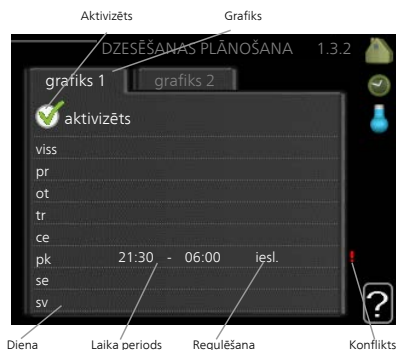 Aktivizēts Grafiks
DZESĒŠANAS PLĀNOŠANA 1.3.2
grafiks 1 grafiks 2
aktivizēts
viss
pr
ot
tr
ce
pk 21:30 - 06:00 iesl.
se
sv
?
Diena Laika periods Regulēšana Konflikts